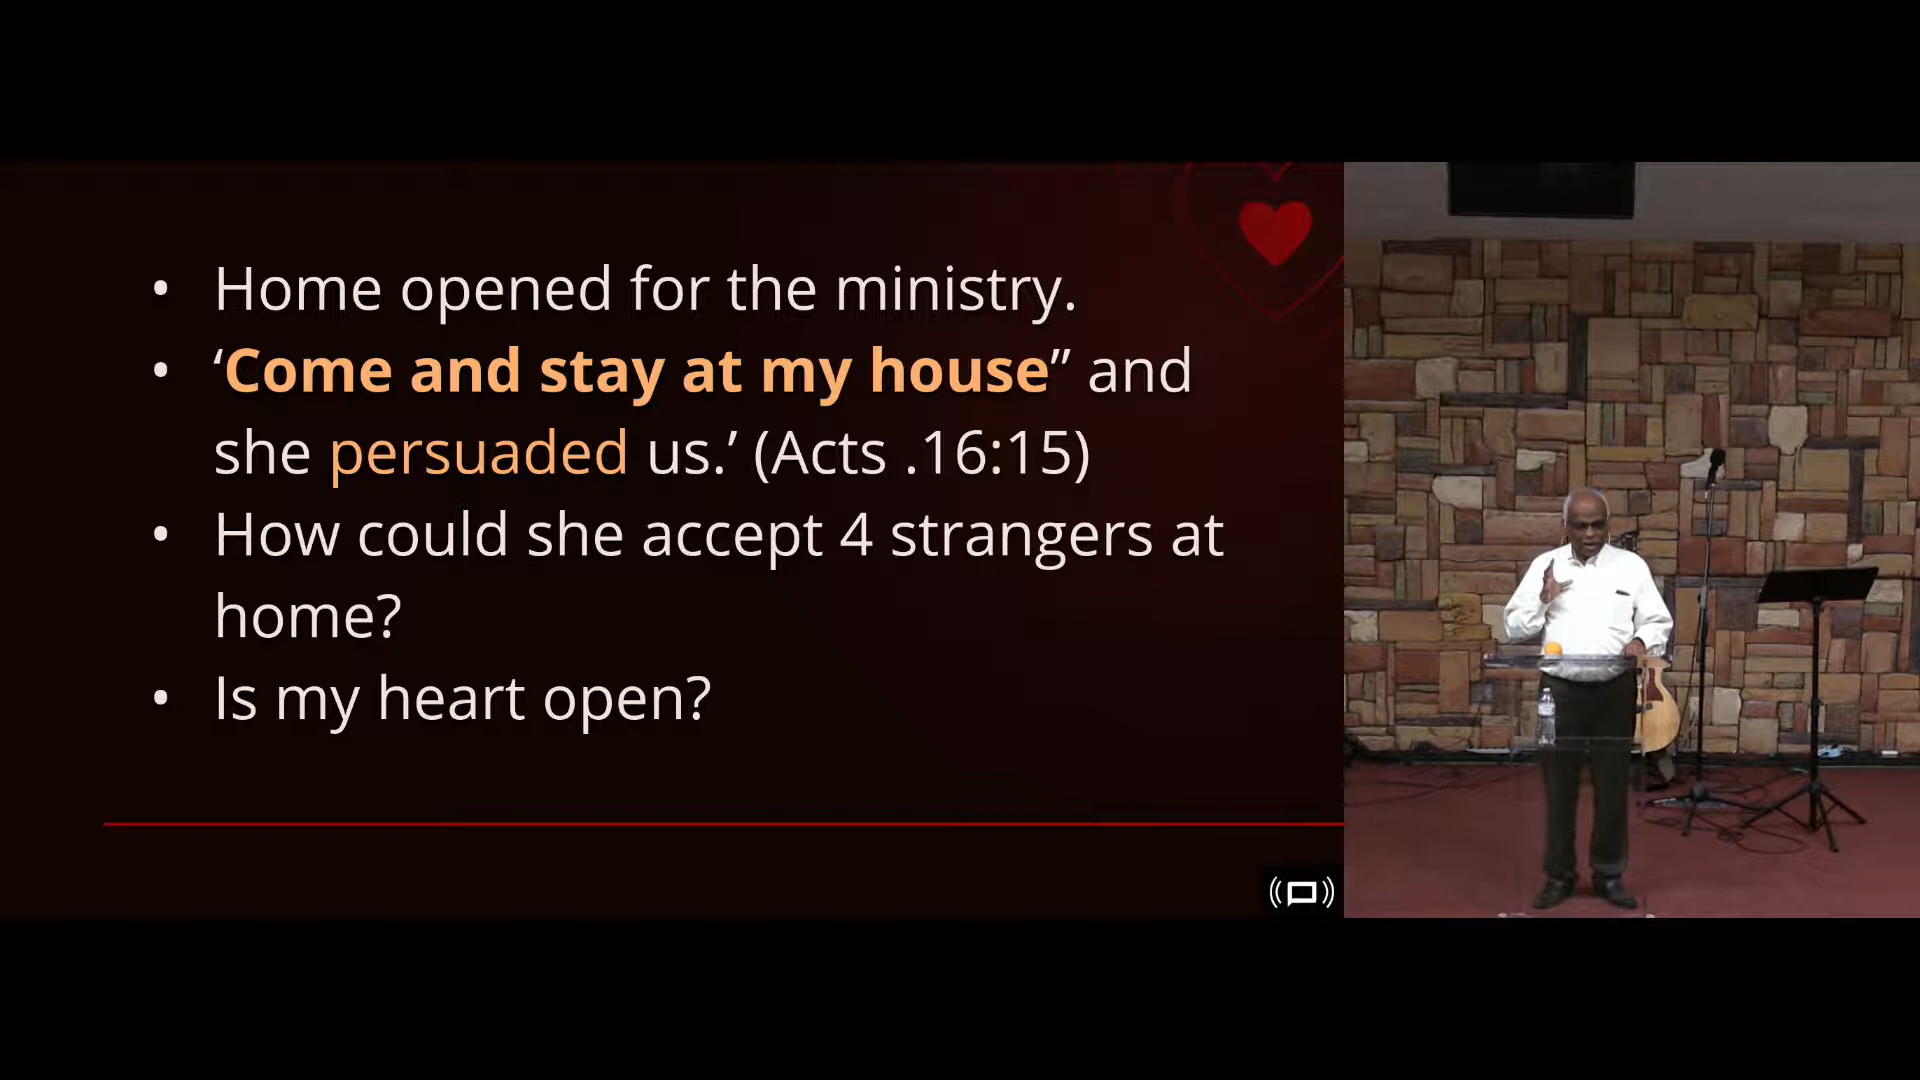 • Home opened for the ministry.
• ‘Come and stay at my house” and
she persuaded us.’ (Acts .16:15)
• How could she accept 4 strangers at
home?
• Is my heart open?